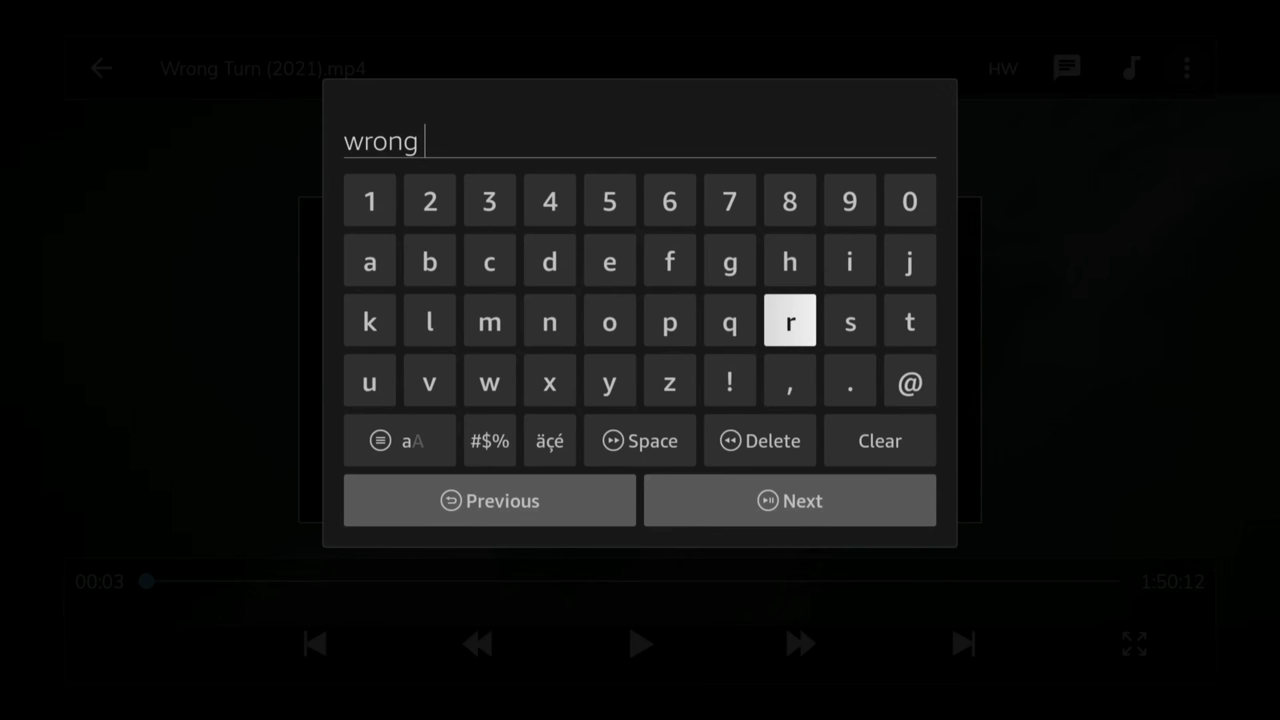 Wrong Turn (2021).mp4
HW
wrong
1 2 3 4 5 6 7 8 9 0
a b c d e f g h i j
k l m n o p q r s t
u v w x y z ! , . @
aA #$% äçé Space Delete Clear
Previous Next
00:03 1:50:12